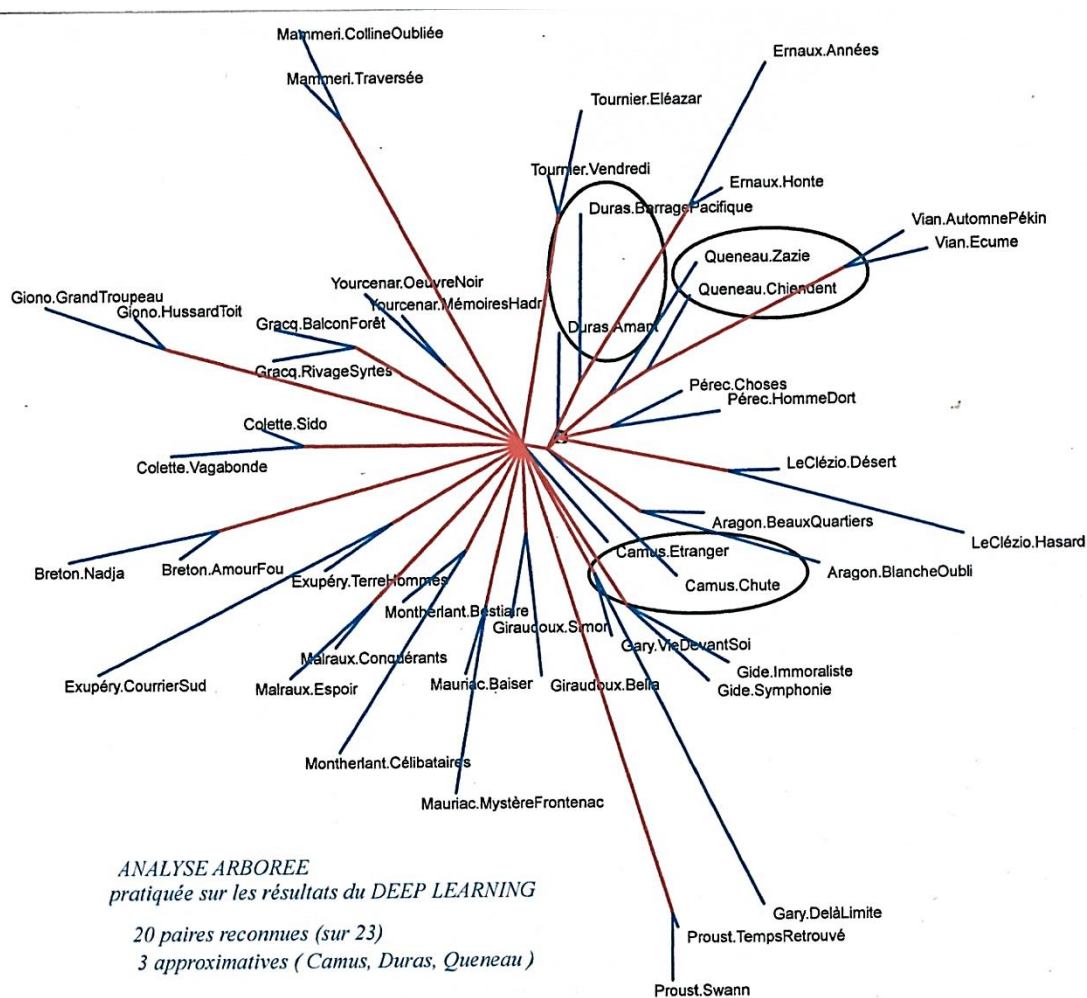 Mammeri.CollineOubliée
Ernaux.Années
Mammeri.Traversée
Tournier.Eléazar
Tournier.Vendredi
Ernaux.Honte
Duras.BarragePacifique
Vian.AutomnePékin
Vian.Ecume
Queneau.Zazie
Yourcenar.OeuvreNoir
Queneau.Chiendent
Giono.GrandTroupeau
Yourcenar.MémoiresHadr
Giono.HussardToit
Gracq.BalconForêt
Duras.Amant
Gracq.RivageSyrtes
Pérec.Choses
Pérec.HommeDort
Colette.Sido
Colette.Vagabonde
LeClézio.Désert
Aragon.BeauxQuartiers
LeClézio.Hasard
Camus.Etranger
Breton.Nadja
Breton.AmourFou
Exupéry.TerreHommes
Aragon.BlancheOubli
Camus.Chute
Montherlant.Bestiaire
Giraudoux.Simon
Gary.VieDevantSoi
Malraux.Conquérants
Gide.Immoraliste
Exupéry.CourrierSud
Malraux.Espoir
Mauriac.Baiser
Giraudoux.Bella
Gide.Symphonie
Montherlant.Célibataires
Mauriac.MystèreFrontenac
ANALYSE ARBOREE
pratiquée sur les résultats du DEEP LEARNING
20 paires reconnues (sur 23)
3 approximatives ( Camus, Duras, Queneau )
Gary.DelàLimite
Proust.TempsRetrouvé
Proust.Swann